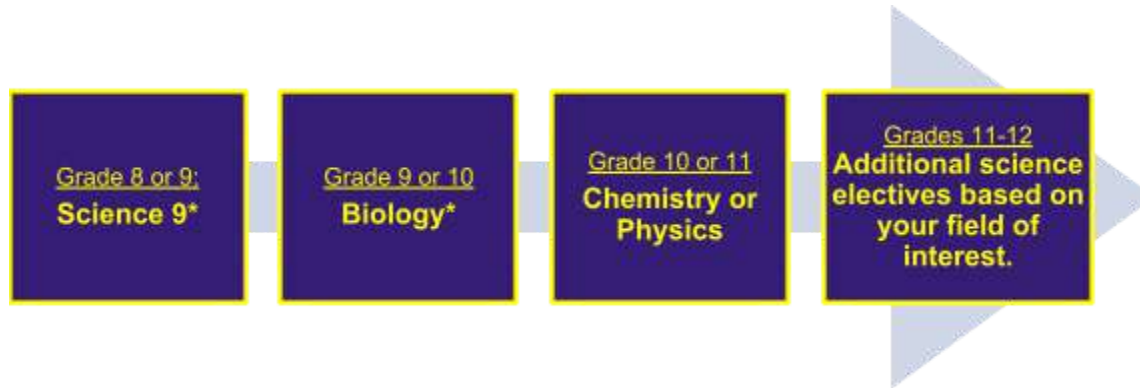 Grade 8 or 9:
Science 9*
Grade 9 or 10
Biology*
Grade 10 or 11
Chemistry or
Physics
Grades 11-12
Additional science
electives based on
your field of
interest.